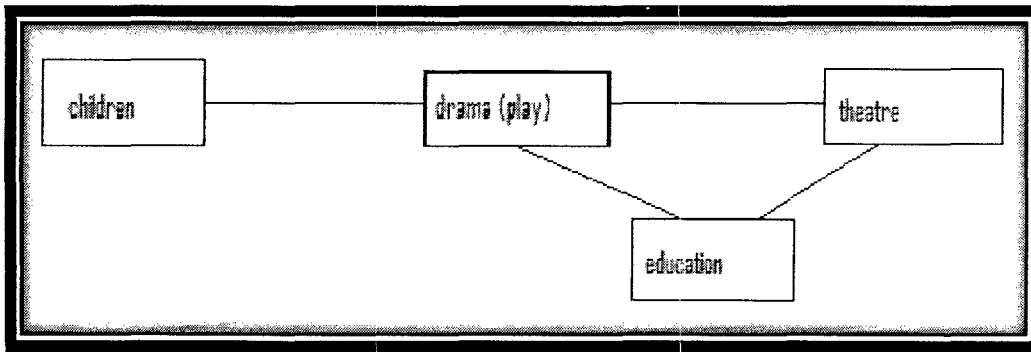 children
drama (play)
theatre
education